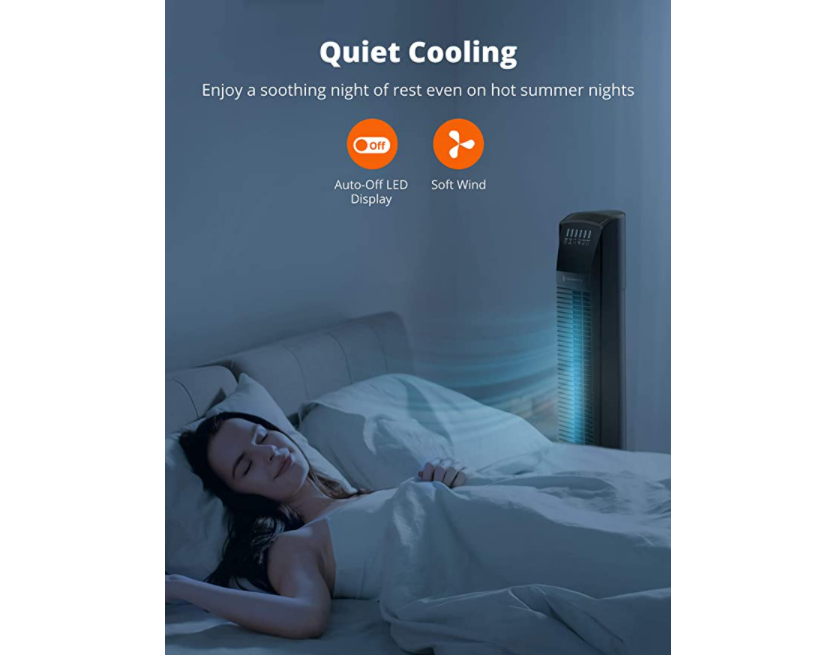 Quiet Cooling
Enjoy a soothing night of rest even on hot summer nights
Off
Auto-Off LED
Display
Soft Wind